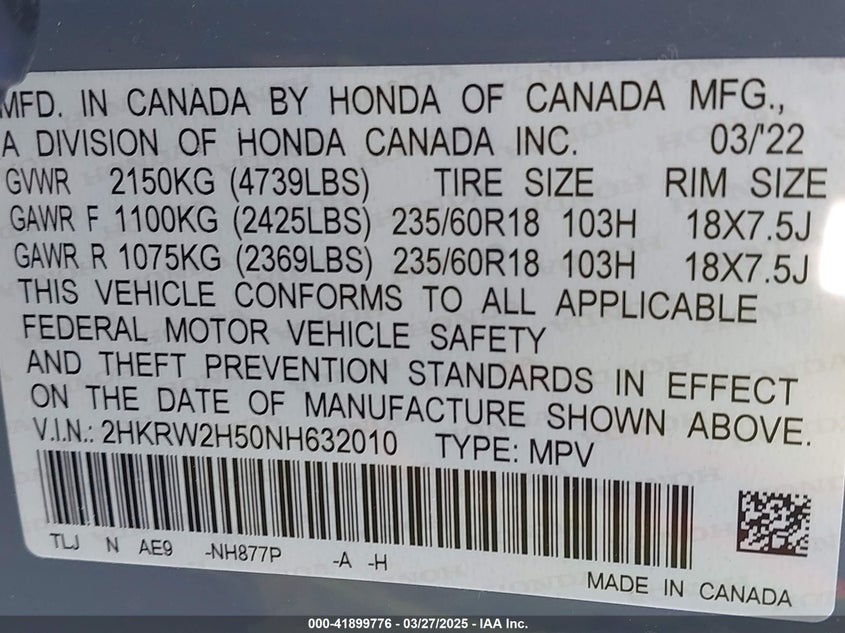 MFD. IN CANADA BY HONDA OF CANADA MFG.,
A DIVISION OF HONDA CANADA INC. 03/'22
GVWR 2150KG (4739LBS) TIRE SIZE RIM SIZE
GAWR F 1100KG (2425LBS) 235/60R18 103H 18X7.5J
GAWR R 1075KG (2369LBS) 235/60R18 103H 18X7.5J
THIS VEHICLE CONFORMS TO ALL APPLICABLE
FEDERAL MOTOR VEHICLE SAFETY
AND THEFT PREVENTION STANDARDS IN EFFECT
ON THE DATE OF MANUFACTURE SHOWN ABOVE.
V.I.N.: 2HKRW2H50NH632010 TYPE: MPV
TLJ N AE9 -NH877P -A -H
MADE IN CANADA
000-41899776 - 03/27/2025 - IAA Inc.